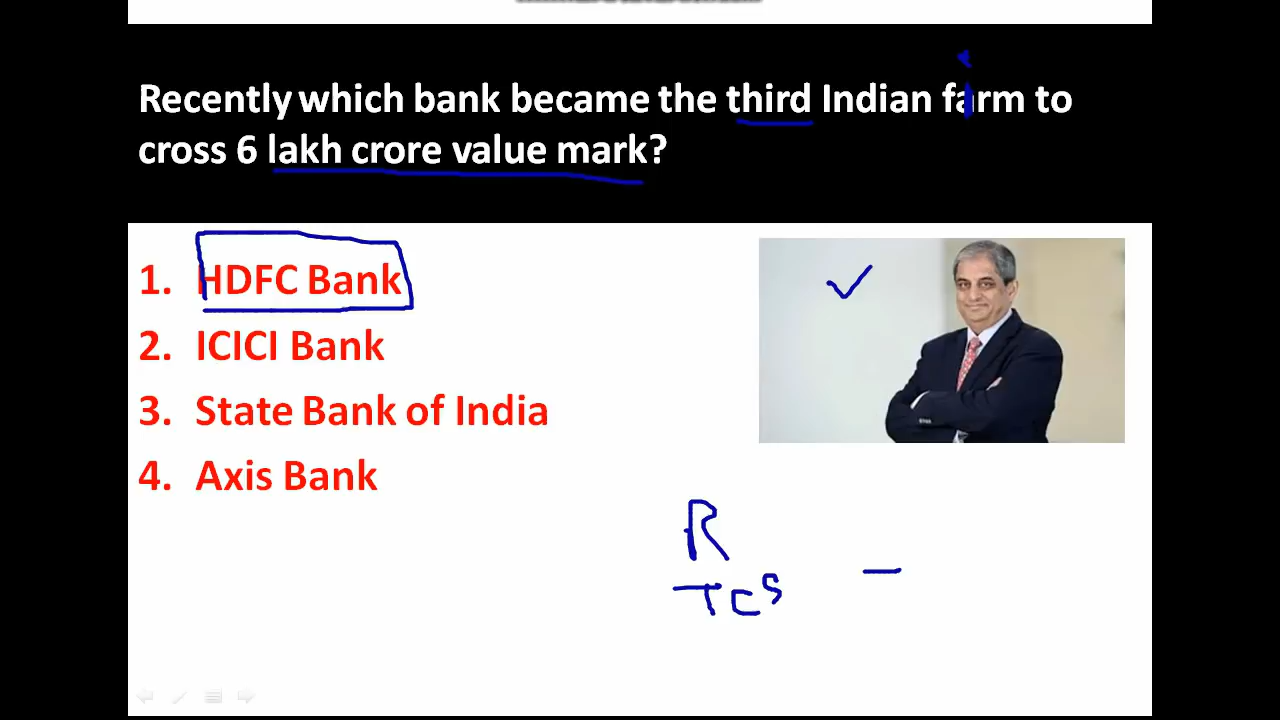 Recently which bank became the third Indian farm to
cross 6 lakh crore value mark?
1. HDFC Bank
2. ICICI Bank
3. State Bank of India
4. Axis Bank
R
TCS